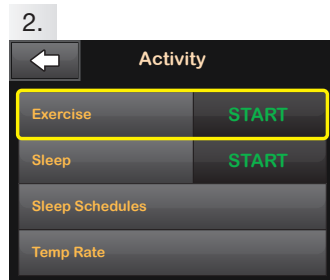 2.
Activity
Exercise START
Sleep START
Sleep Schedules
Temp Rate